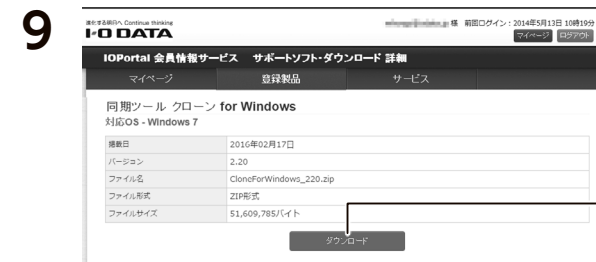 9
進化する明日へ Continue thinking
I-O DATA
様 前回ログイン：2014年5月13日 10時19分
マイページ ログアウト
IOPortal 会員情報サービス サポートソフト・ダウンロード 詳細
マイページ 登録製品 サービス
同期ツール クローン for Windows
対応OS - Windows 7
掲載日 2016年02月17日
バージョン 2.20
ファイル名 CloneForWindows_220.zip
ファイル形式 ZIP形式
ファイルサイズ 51,609,785バイト
ダウンロード